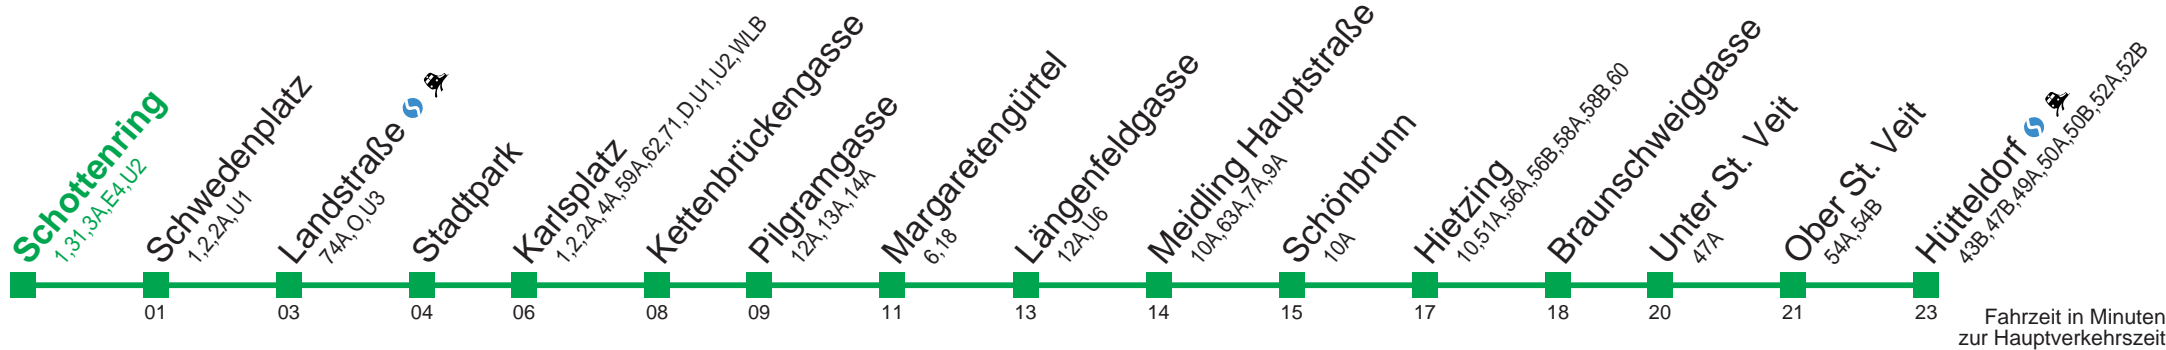 Schottenring
1,31,3A,E4,U2
Schwedenplatz
1,2,2A,U1
Landstraße
74A,O,U3
Stadtpark
Karlsplatz
1,2,2A,4A,59A,62,71,D,U1,U2,WLB
Kettenbrückengasse
Pilgramgasse
12A,13A,14A
Margaretengürtel
6,18
Längenfeldgasse
12A,U6
Meidling Hauptstraße
10A,63A,7A,9A
Schönbrunn
10A
Hietzing
10,51A,56A,56B,58A,58B,60
Braunschweiggasse
Unter St. Veit
47A
Ober St. Veit
54A,54B
Hütteldorf
43B,47B,49A,50A,50B,52A,52B
01 03 04 06 08 09 11 13 14 15 17 18 20 21 23
Fahrzeit in Minuten
zur Hauptverkehrszeit